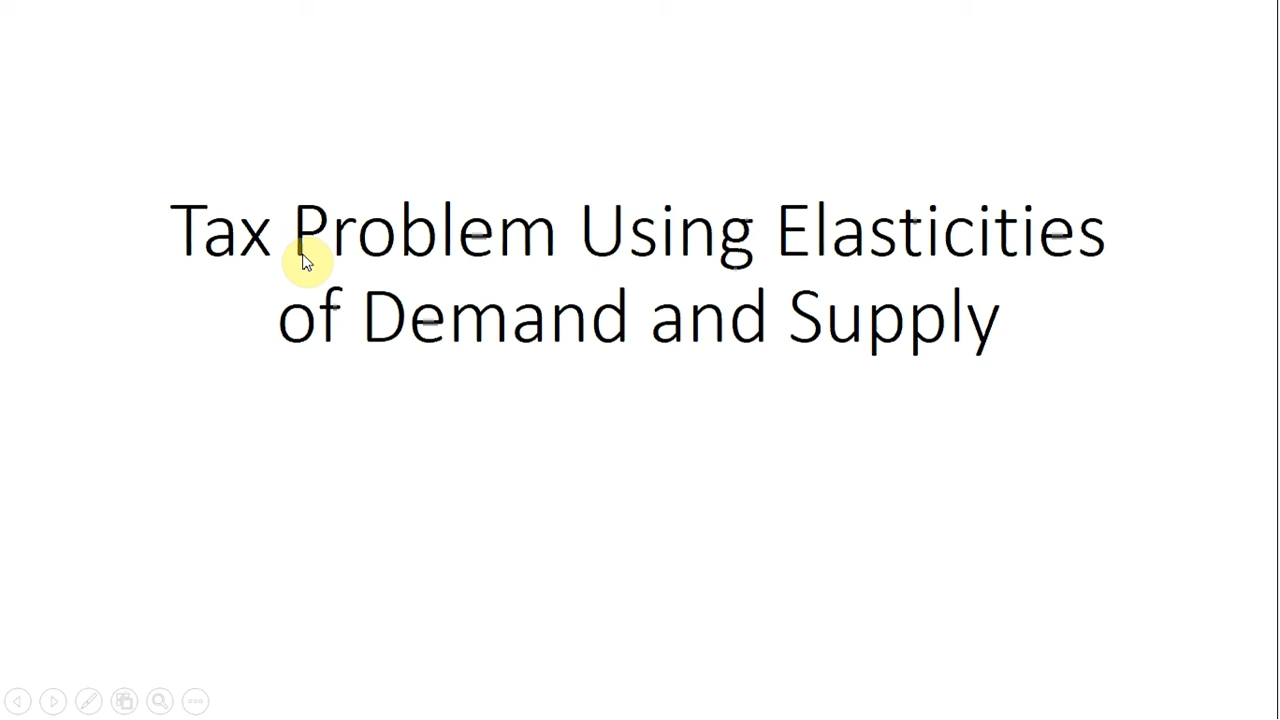 Tax Problem Using Elasticities
of Demand and Supply